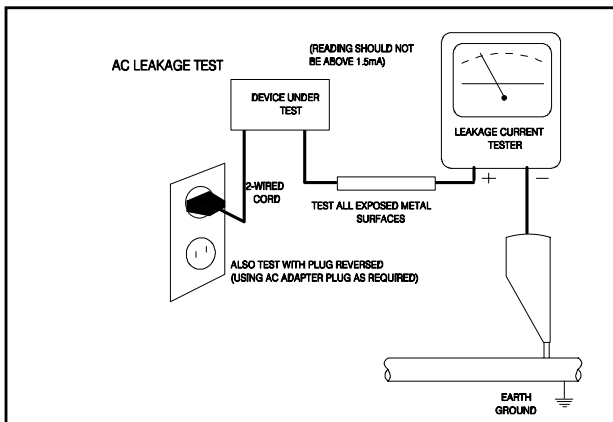 AC LEAKAGE TEST
(READING SHOULD NOT
BE ABOVE 1.5mA)
DEVICE UNDER
TEST
LEAKAGE CURRENT
TESTER
+ −
2-WIRED
CORD
TEST ALL EXPOSED METAL
SURFACES
ALSO TEST WITH PLUG REVERSED
(USING AC ADAPTER PLUG AS REQUIRED)
EARTH
GROUND